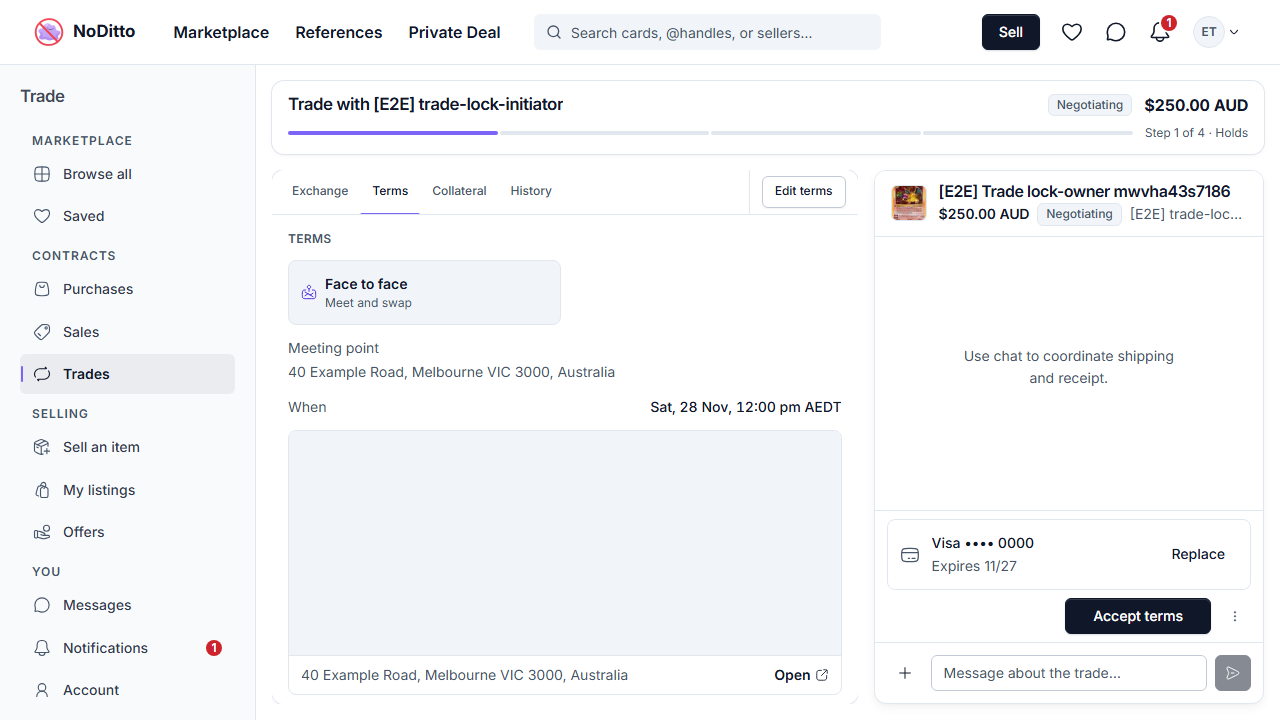 NoDitto
Marketplace
References
Private Deal
Search cards, @handles, or sellers...
Sell
1
ET
Trade
MARKETPLACE
Browse all
Saved
CONTRACTS
Purchases
Sales
Trades
SELLING
Sell an item
My listings
Offers
YOU
Messages
Notifications
1
Account
Trade with [E2E] trade-lock-initiator
Negotiating
$250.00 AUD
Step 1 of 4 · Holds
Exchange
Terms
Collateral
History
Edit terms
TERMS
Face to face
Meet and swap
Meeting point
40 Example Road, Melbourne VIC 3000, Australia
When
Sat, 28 Nov, 12:00 pm AEDT
40 Example Road, Melbourne VIC 3000, Australia
Open
[E2E] Trade lock-owner mwvha43s7186
$250.00 AUD
Negotiating
[E2E] trade-loc...
Use chat to coordinate shipping
and receipt.
Visa •••• 0000
Expires 11/27
Replace
Accept terms
Message about the trade...